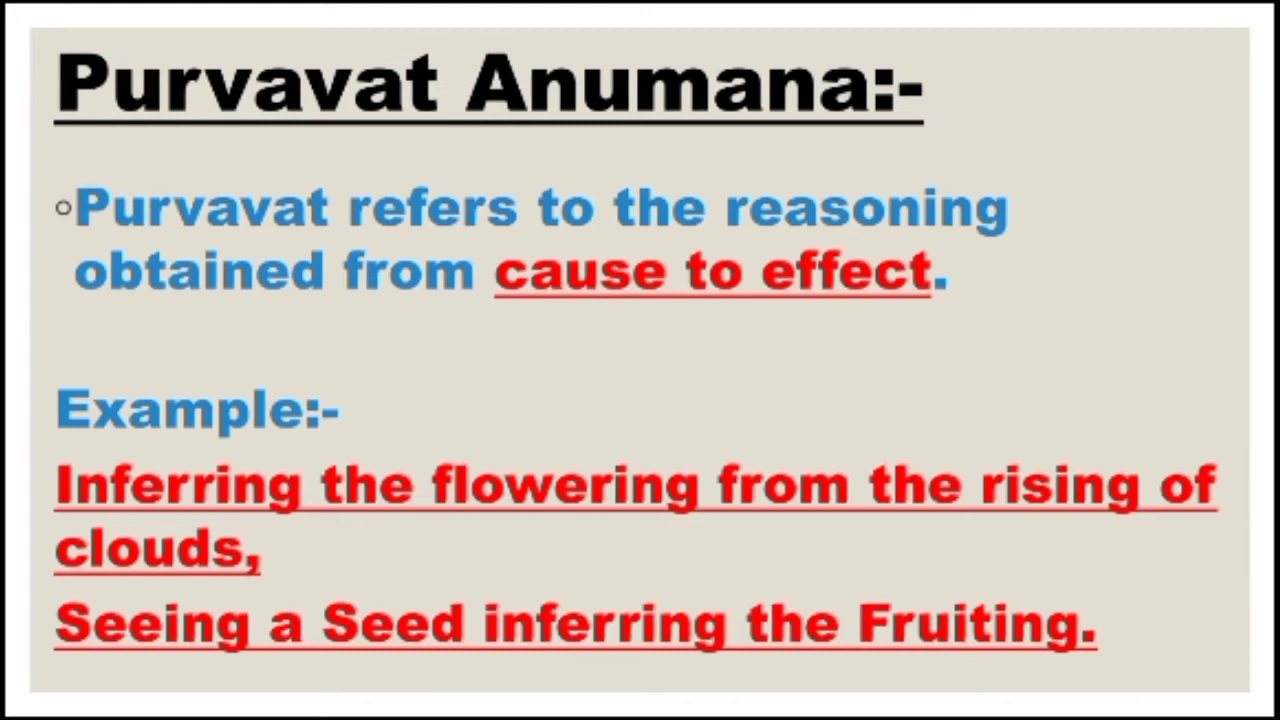 Purvavat Anumana:-
◦Purvavat refers to the reasoning
obtained from cause to effect.
Example:-
Inferring the flowering from the rising of
clouds,
Seeing a Seed inferring the Fruiting.